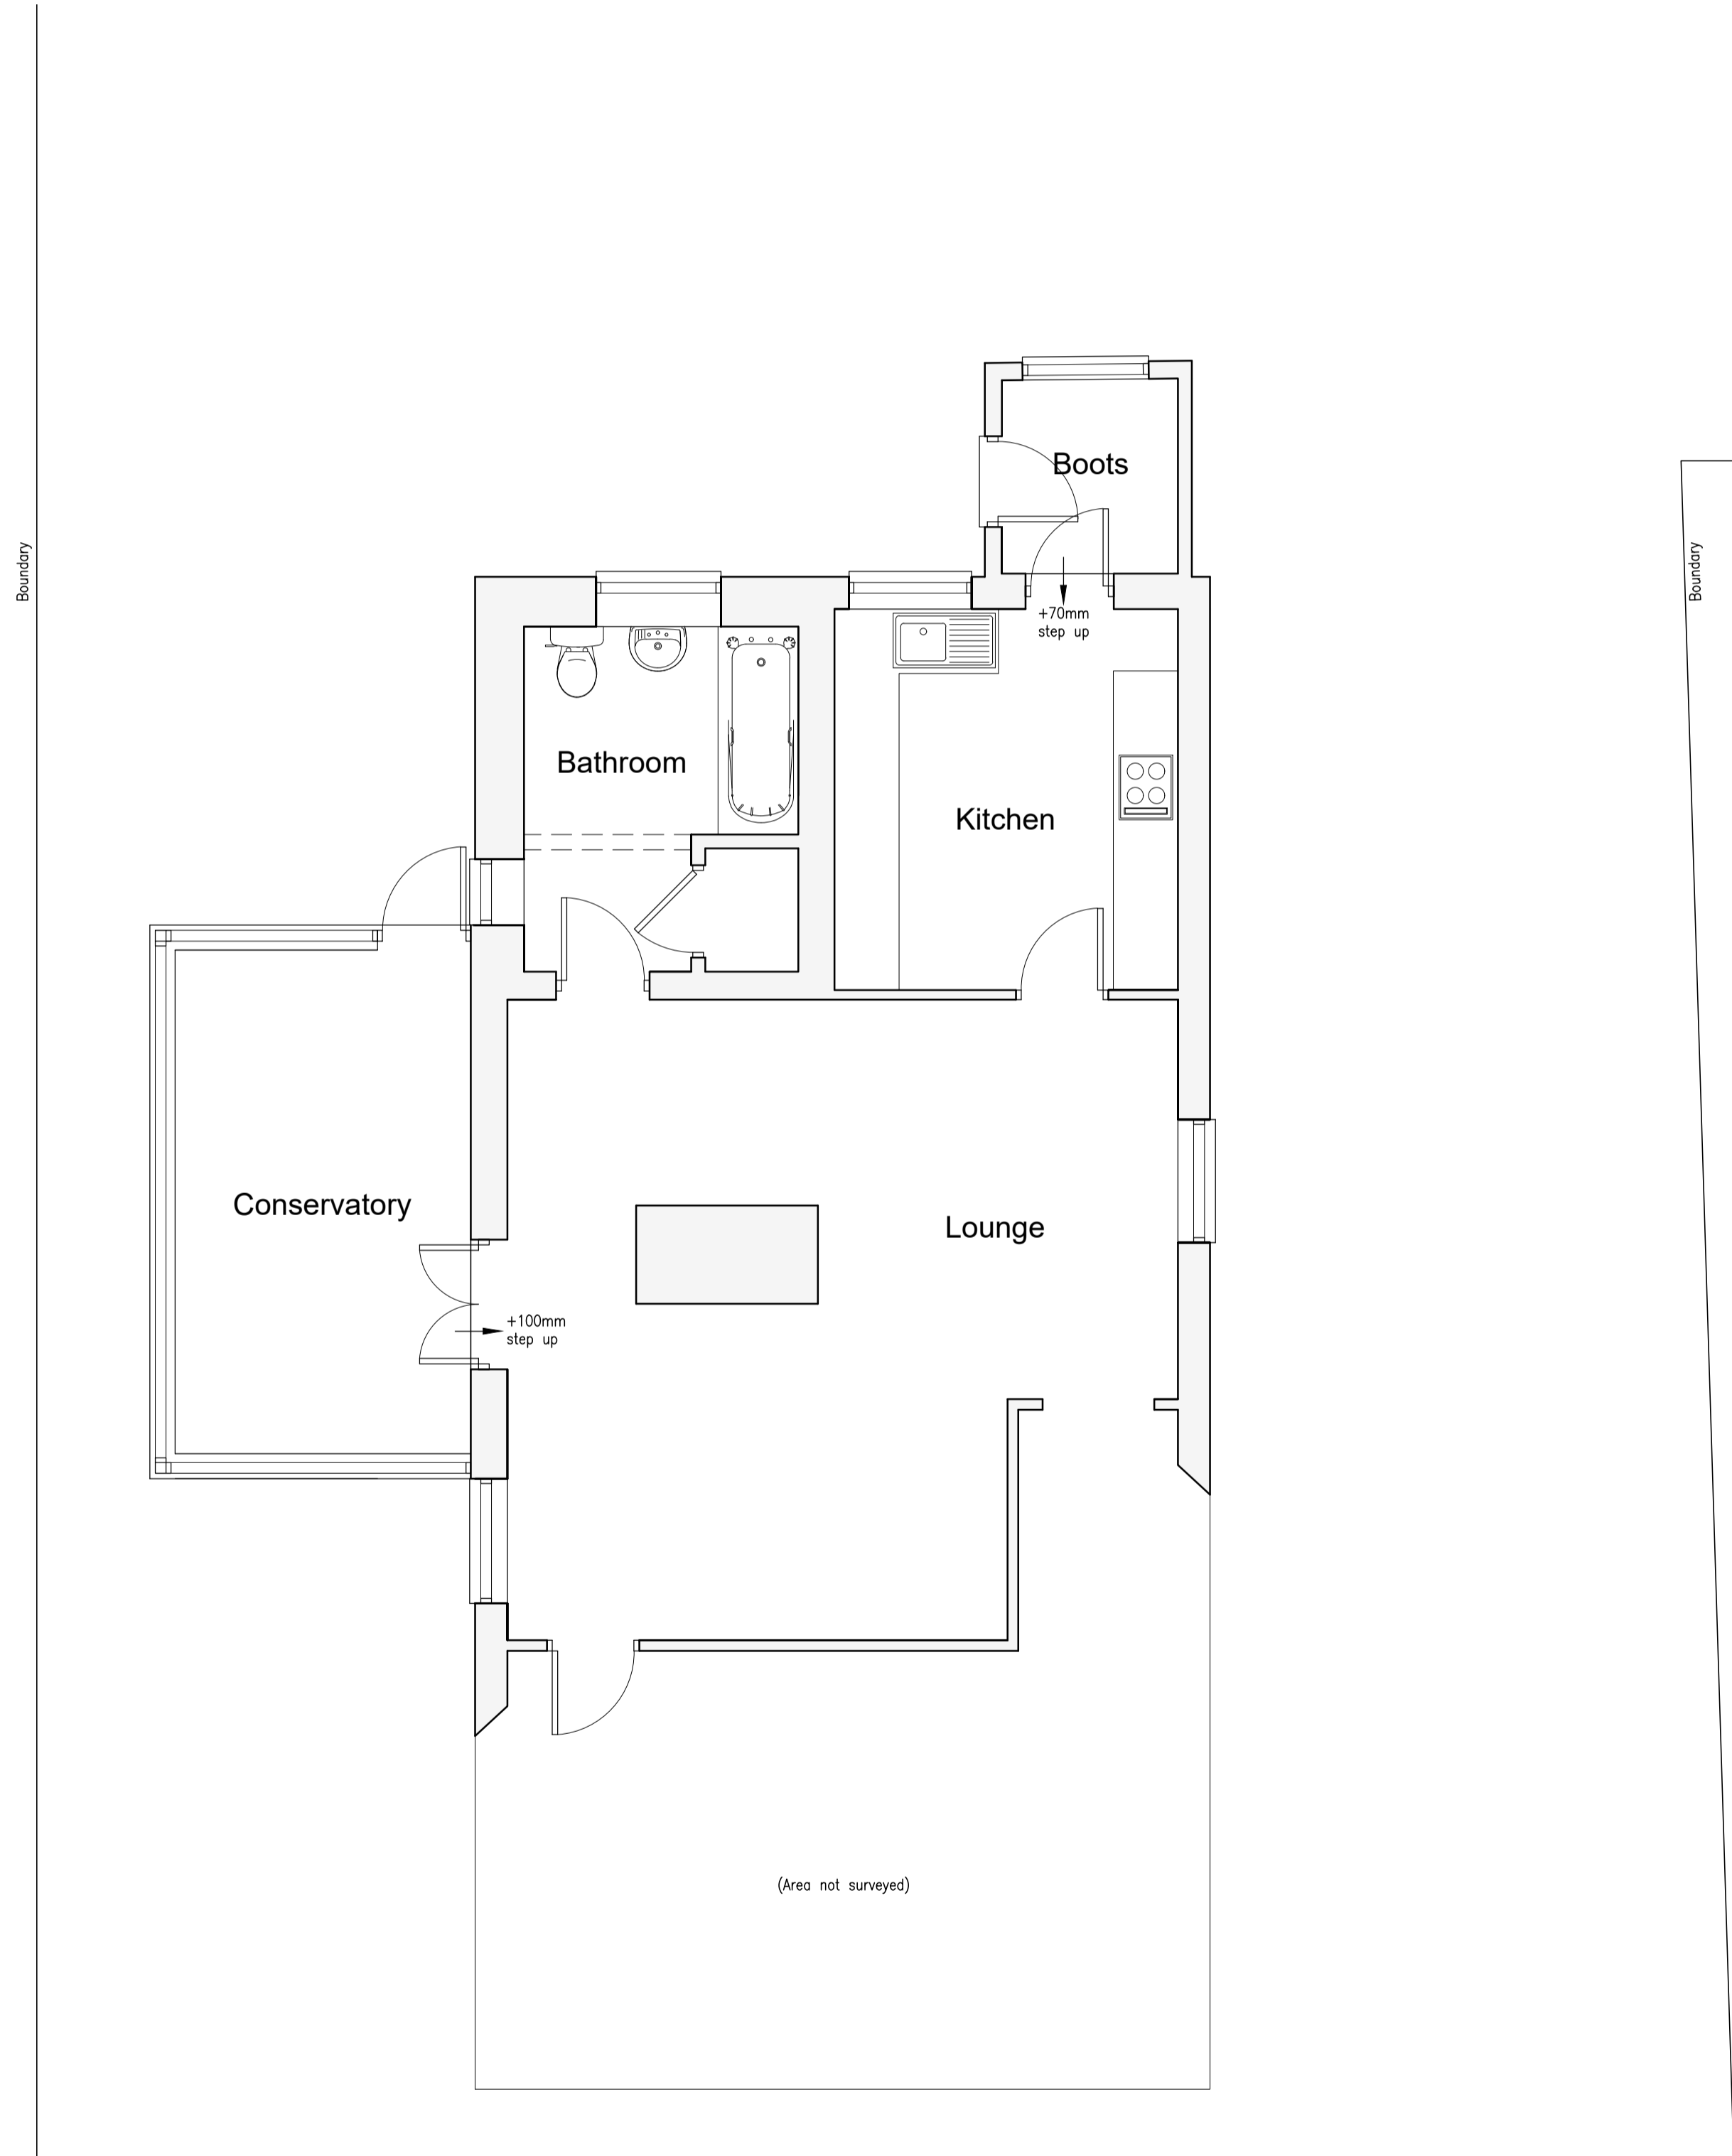 Boundary
Boundary
Boots
+70mm
step up
Bathroom
Kitchen
Conservatory
Lounge
+100mm
step up
(Area not surveyed)